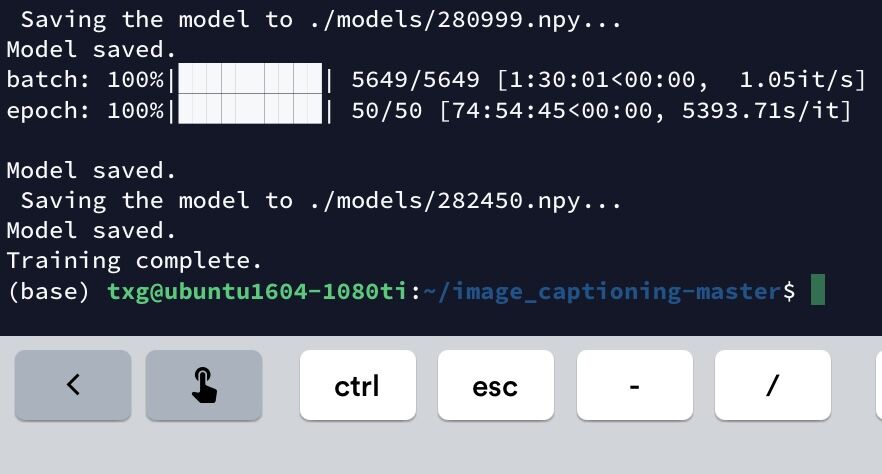 Saving the model to ./models/280999.npy...
Model saved.
batch: 100%|██████████| 5649/5649 [1:30:01<00:00,  1.05it/s]
epoch: 100%|██████████| 50/50 [74:54:45<00:00, 5393.71s/it]
Model saved.
Saving the model to ./models/282450.npy...
Model saved.
Training complete.
(base) txg@ubuntu1604-1080ti:~/image_captioning-master$
< ctrl esc - /